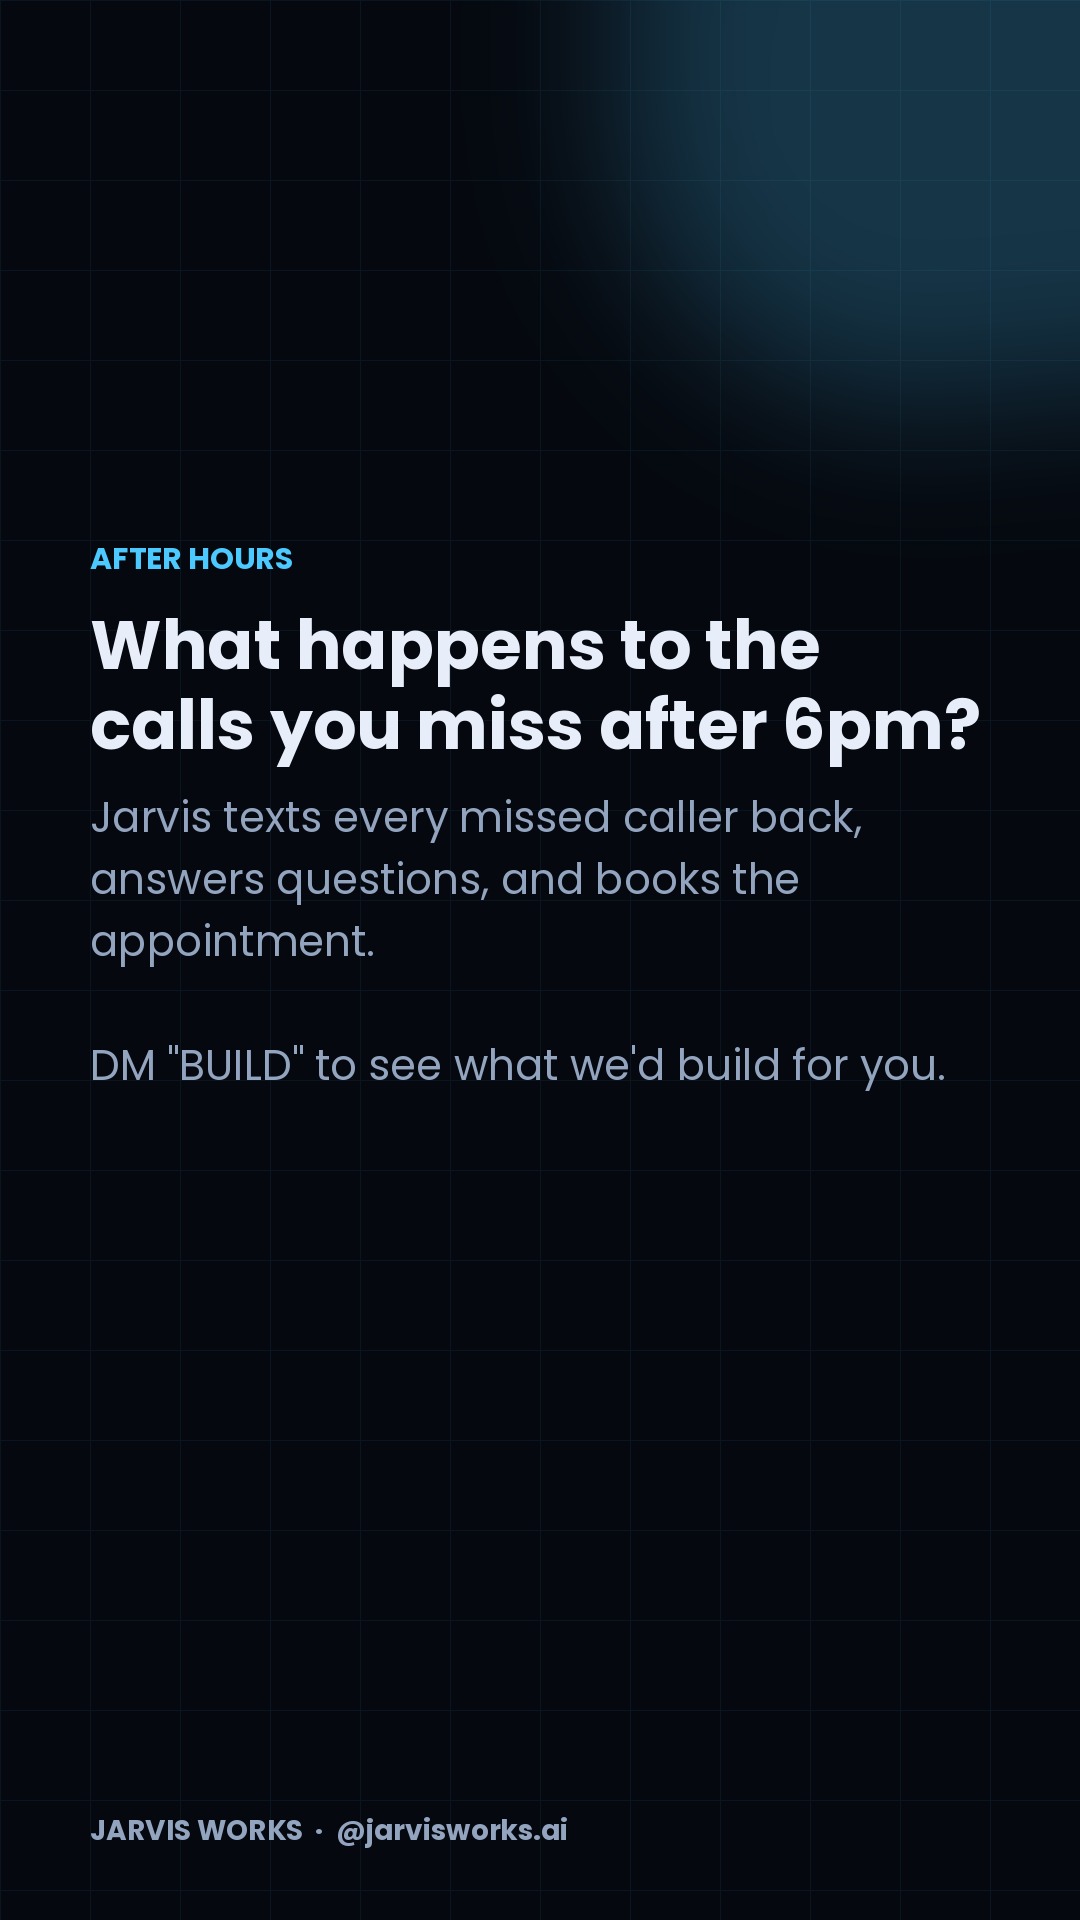 AFTER HOURS
What happens to the
calls you miss after 6pm?
Jarvis texts every missed caller back,
answers questions, and books the
appointment.
DM "BUILD" to see what we'd build for you.
JARVIS WORKS · @jarvisworks.ai